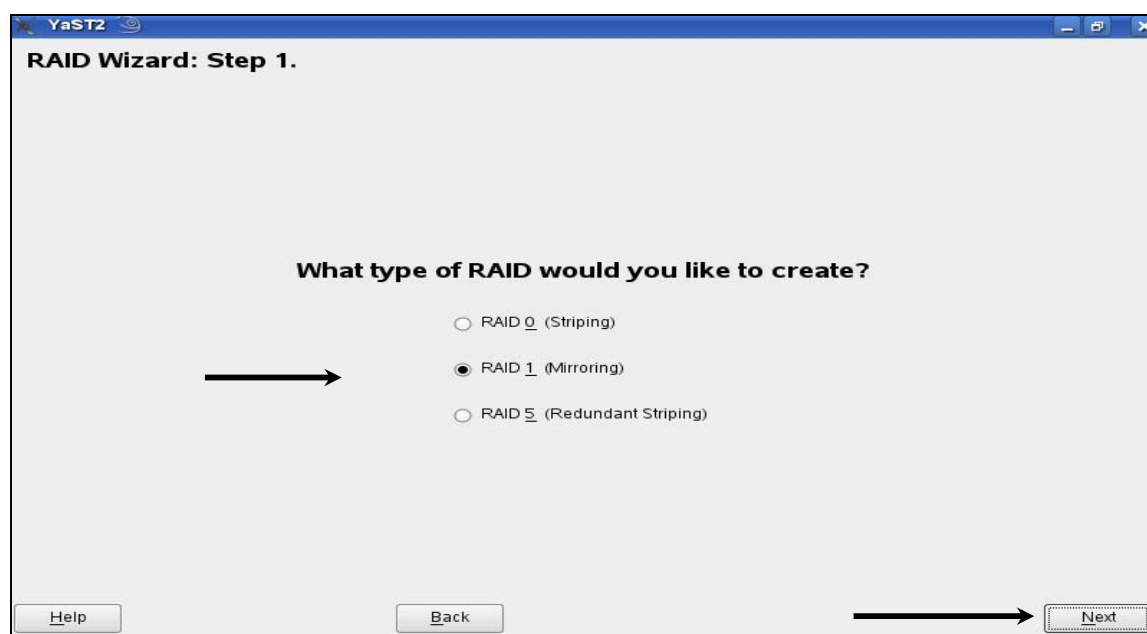 YaST2
RAID Wizard: Step 1.
What type of RAID would you like to create?
RAID 0 (Striping)
RAID 1 (Mirroring)
RAID 5 (Redundant Striping)
Help
Back
Next